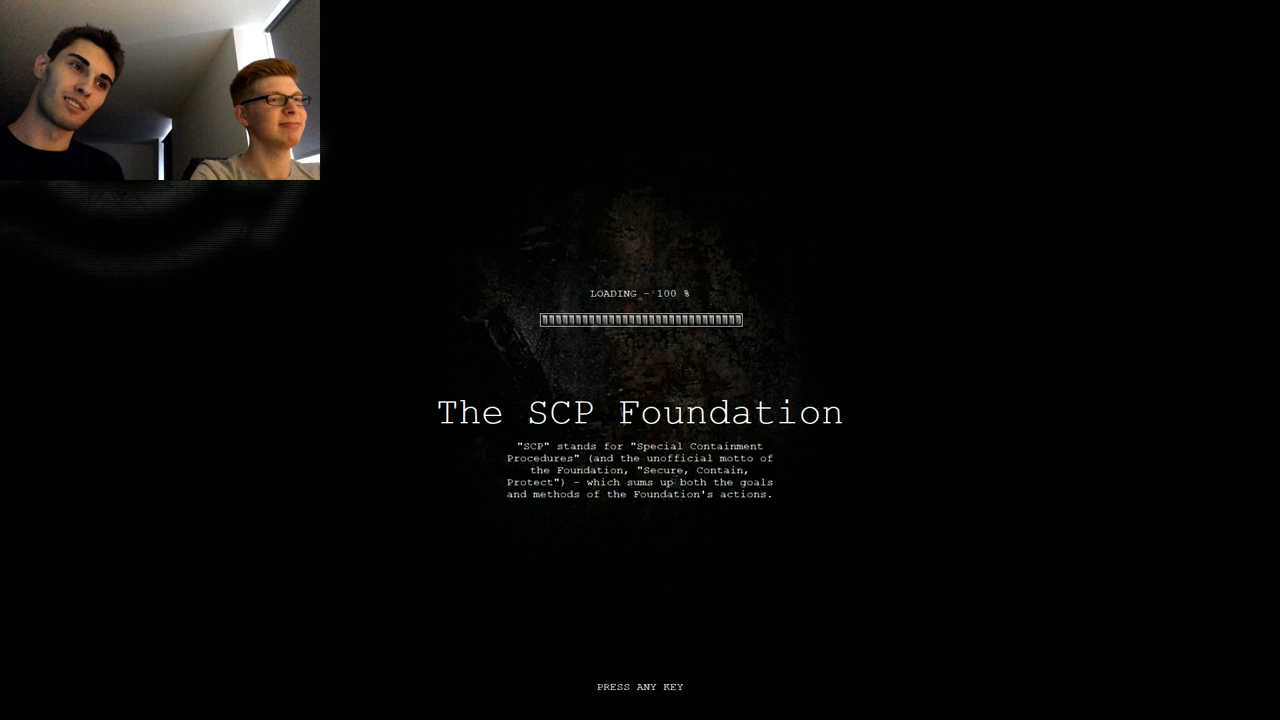 LOADING - 100 %
The SCP Foundation
"SCP" stands for "Special Containment
Procedures" (and the unofficial motto of
the Foundation, "Secure, Contain,
Protect") - which sums up both the goals
and methods of the Foundation's actions.
PRESS ANY KEY